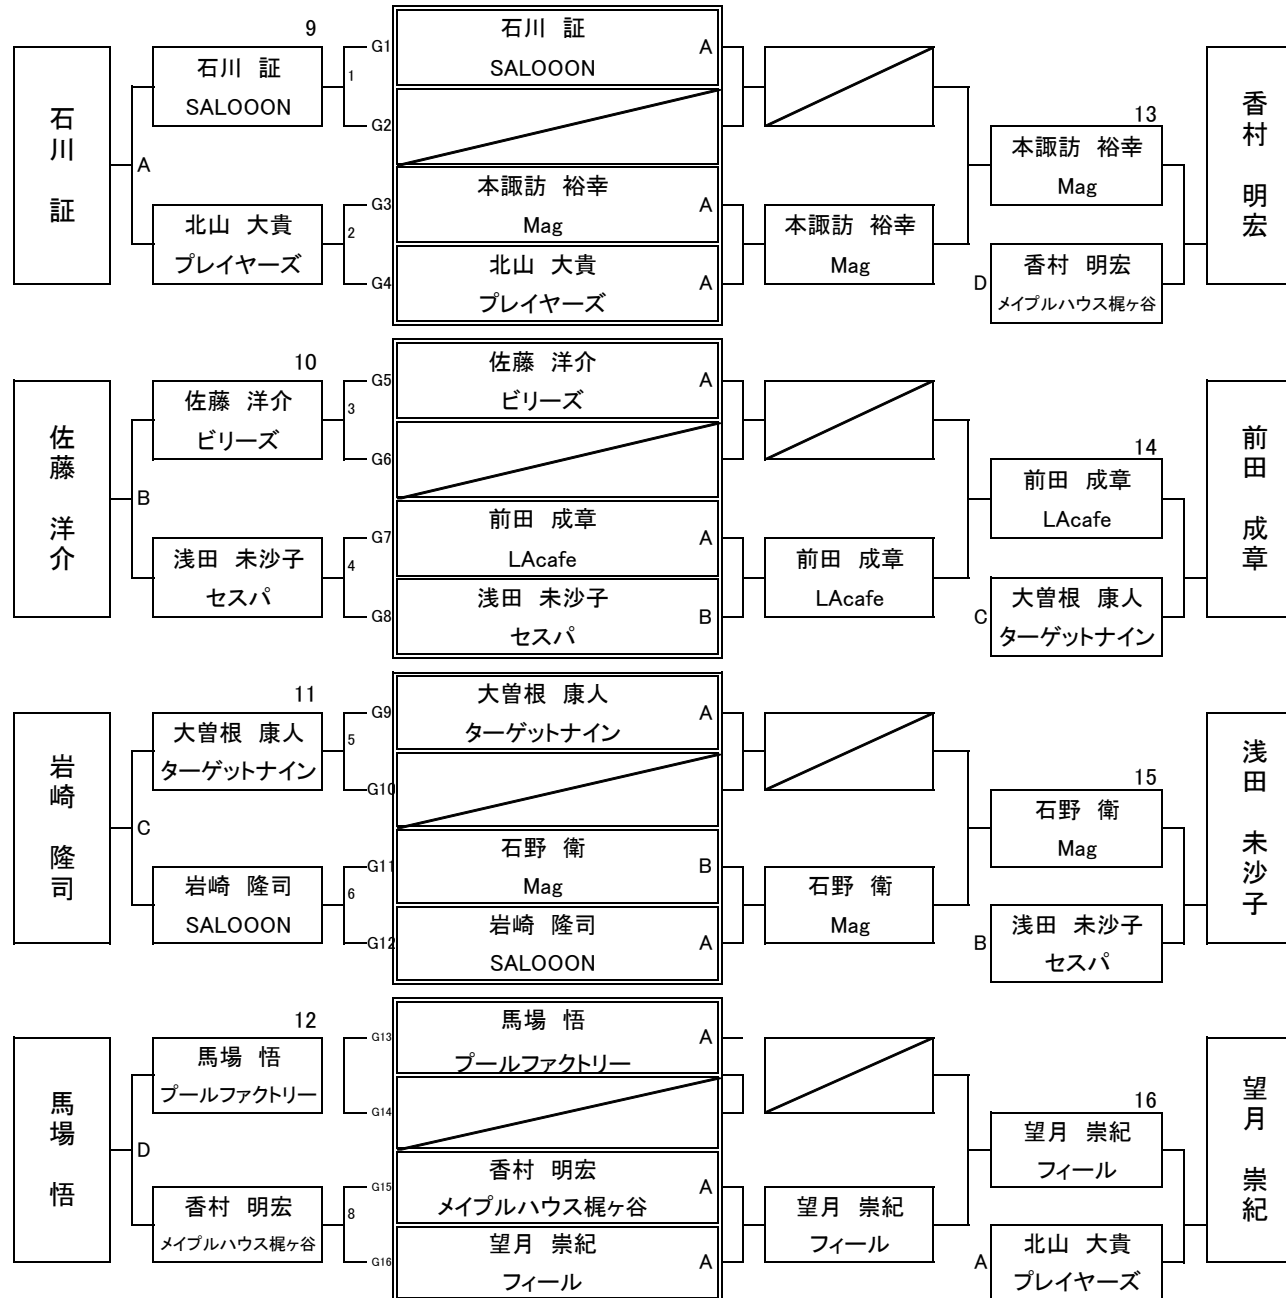 9
石川 証
SALOOON
北山 大貴
プレイヤーズ
石川 証
A
1
2
G1
G2
G3
G4
石川 証
SALOOON
A
本諏訪 裕幸
Mag
A
北山 大貴
プレイヤーズ
A
本諏訪 裕幸
Mag
13
本諏訪 裕幸
Mag
D
香村 明宏
メイプルハウス梶ヶ谷
香村 明宏
10
佐藤 洋介
ビリーズ
浅田 未沙子
セスパ
佐藤 洋介
B
3
4
G5
G6
G7
G8
佐藤 洋介
ビリーズ
A
前田 成章
LAcafe
A
浅田 未沙子
セスパ
B
前田 成章
LAcafe
14
前田 成章
LAcafe
C
大曽根 康人
ターゲットナイン
前田 成章
11
大曽根 康人
ターゲットナイン
岩崎 隆司
SALOOON
岩崎 隆司
C
5
6
G9
G10
G11
G12
大曽根 康人
ターゲットナイン
A
石野 衛
Mag
B
岩崎 隆司
SALOOON
A
石野 衛
Mag
15
石野 衛
Mag
B
浅田 未沙子
セスパ
浅田 未沙子
12
馬場 悟
プールファクトリー
香村 明宏
メイプルハウス梶ヶ谷
馬場 悟
D
8
G13
G14
G15
G16
馬場 悟
プールファクトリー
A
香村 明宏
メイプルハウス梶ヶ谷
A
望月 崇紀
フィール
A
望月 崇紀
フィール
16
望月 崇紀
フィール
A
北山 大貴
プレイヤーズ
望月 崇紀